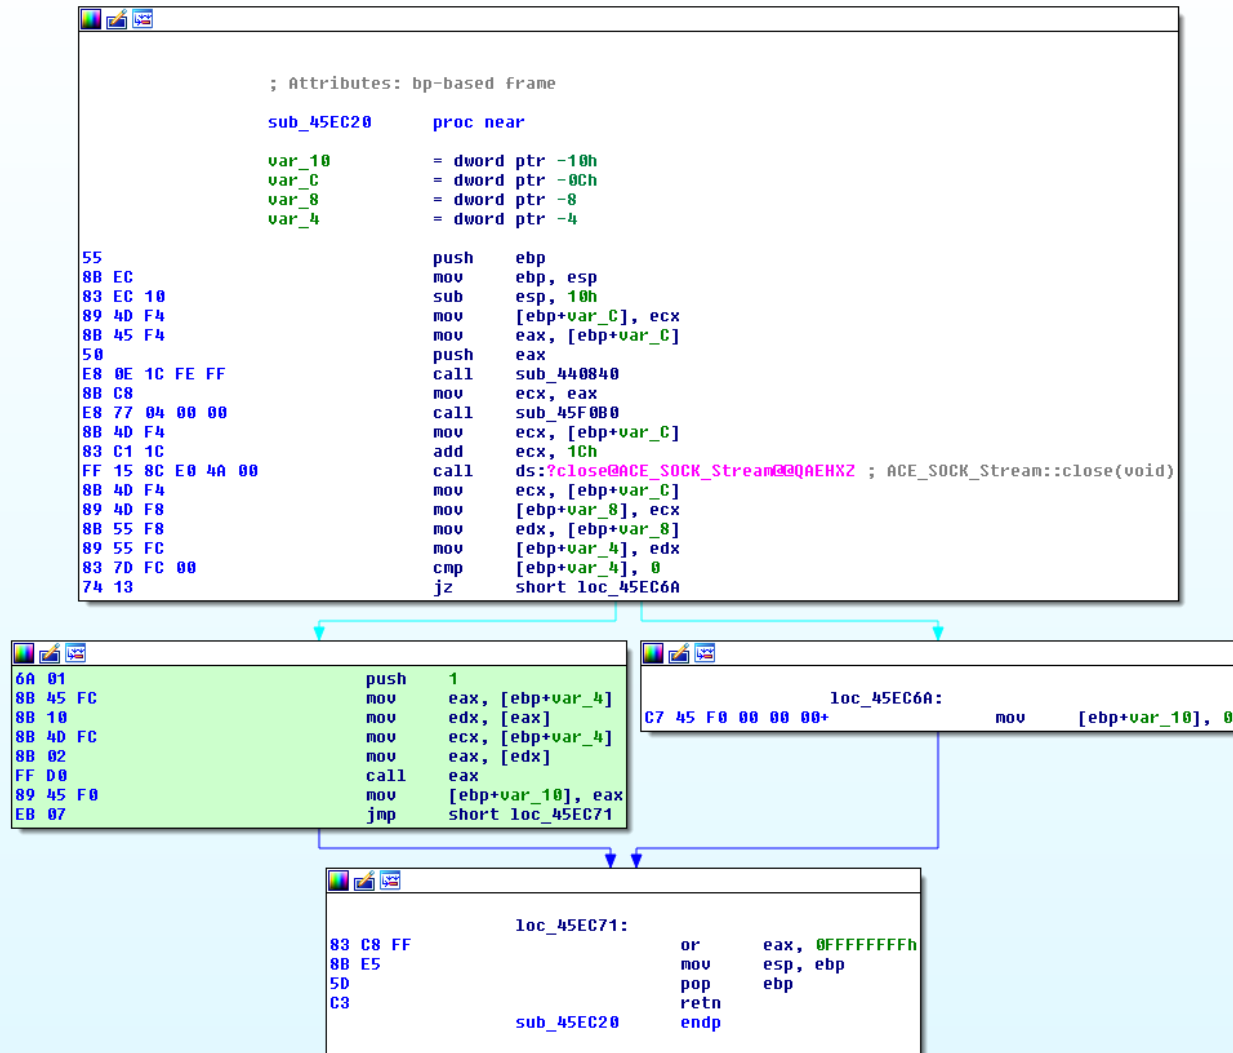 ; Attributes: bp-based frame
sub_45EC20 proc near
var_10 = dword ptr -10h
var_C = dword ptr -0Ch
var_8 = dword ptr -8
var_4 = dword ptr -4
55 push ebp
8B EC mov ebp, esp
83 EC 10 sub esp, 10h
89 4D F4 mov [ebp+var_C], ecx
8B 45 F4 mov eax, [ebp+var_C]
50 push eax
E8 0E 1C FE FF call sub_440840
8B C8 mov ecx, eax
E8 77 04 00 00 call sub_45F0B0
8B 4D F4 mov ecx, [ebp+var_C]
83 C1 1C add ecx, 1Ch
FF 15 8C E0 4A 00 call ds:?close@ACE_SOCK_Stream@@QAEHXZ ; ACE_SOCK_Stream::close(void)
8B 4D F4 mov ecx, [ebp+var_C]
89 4D F8 mov [ebp+var_8], ecx
8B 55 F8 mov edx, [ebp+var_8]
89 55 FC mov [ebp+var_4], edx
83 7D FC 00 cmp [ebp+var_4], 0
74 13 jz short loc_45EC6A
6A 01 push 1
8B 45 FC mov eax, [ebp+var_4]
8B 10 mov edx, [eax]
8B 4D FC mov ecx, [ebp+var_4]
8B 02 mov eax, [edx]
FF D0 call eax
89 45 F0 mov [ebp+var_10], eax
EB 07 jmp short loc_45EC71
loc_45EC6A:
C7 45 F0 00 00 00+ mov [ebp+var_10], 0
loc_45EC71:
83 C8 FF or eax, 0FFFFFFFFh
8B E5 mov esp, ebp
5D pop ebp
C3 retn
sub_45EC20 endp